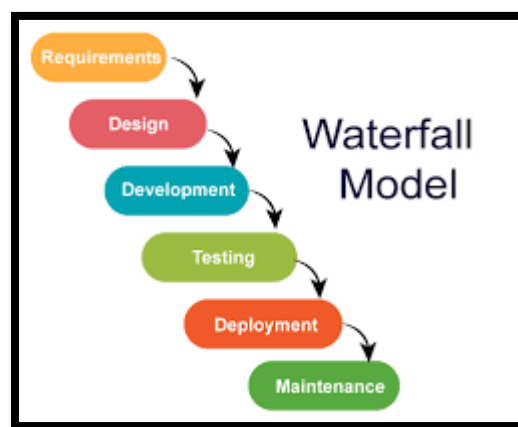 Requirements
Design
Waterfall
Model
Development
Testing
Deployment
Maintenance